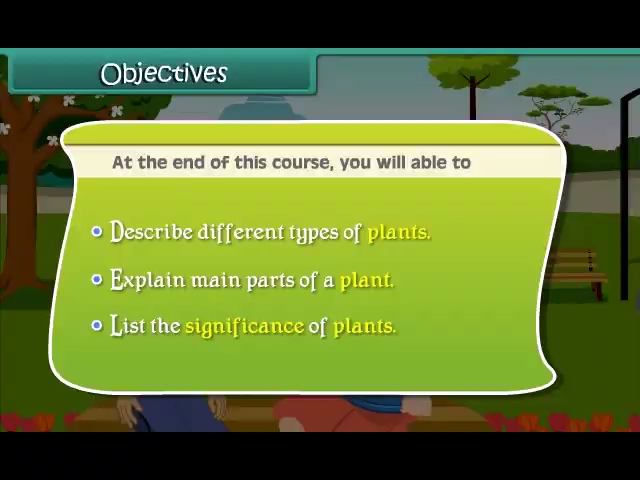 Objectives
At the end of this course, you will able to
Describe different types of plants.
Explain main parts of a plant.
List the significance of plants.